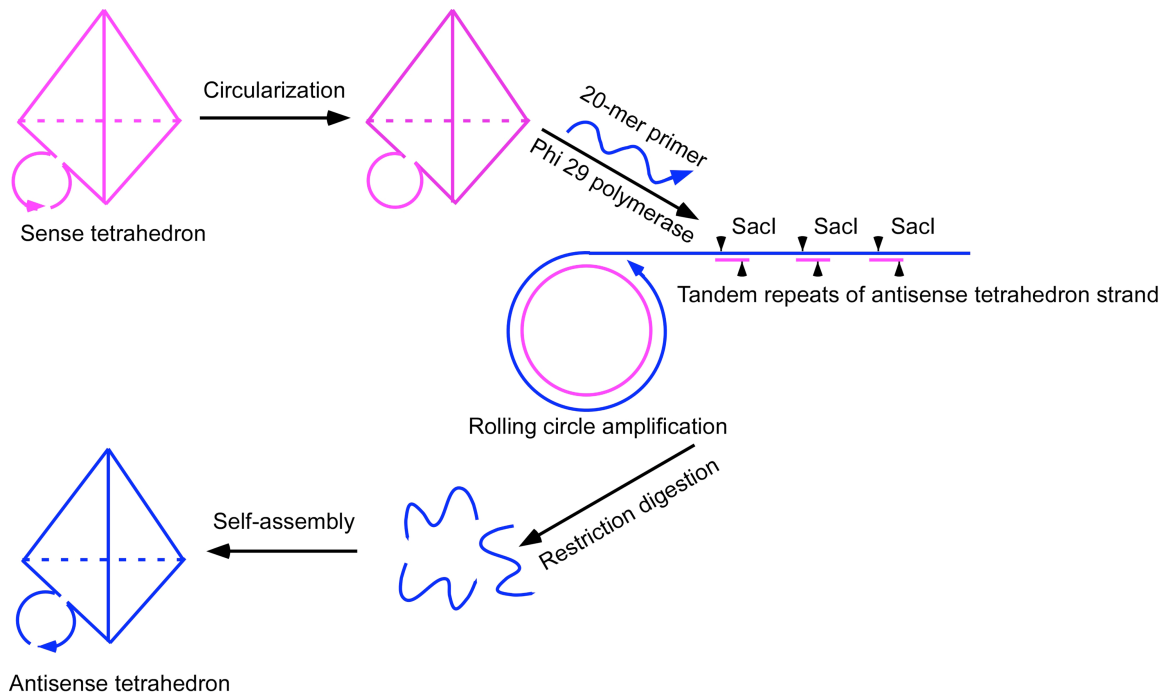 Circularization
20-mer primer
Phi 29 polymerase
Sense tetrahedron
SacI SacI SacI
Tandem repeats of antisense tetrahedron strand
Rolling circle amplification
Restriction digestion
Self-assembly
Antisense tetrahedron